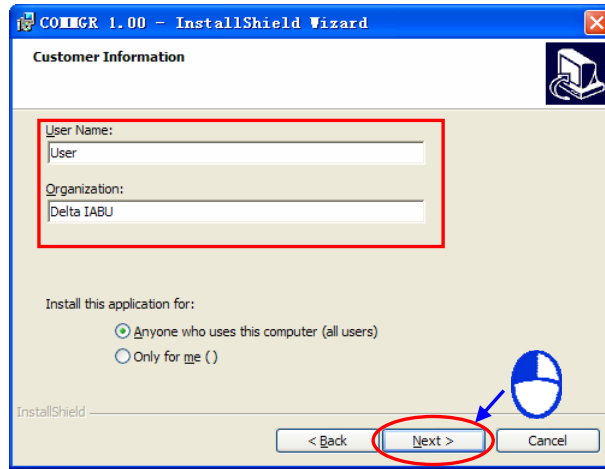 COMMGR 1.00 - InstallShield Wizard
Customer Information
User Name:
User
Organization:
Delta IABU
Install this application for:
Anyone who uses this computer (all users)
Only for me ()
InstallShield
< Back
Next >
Cancel